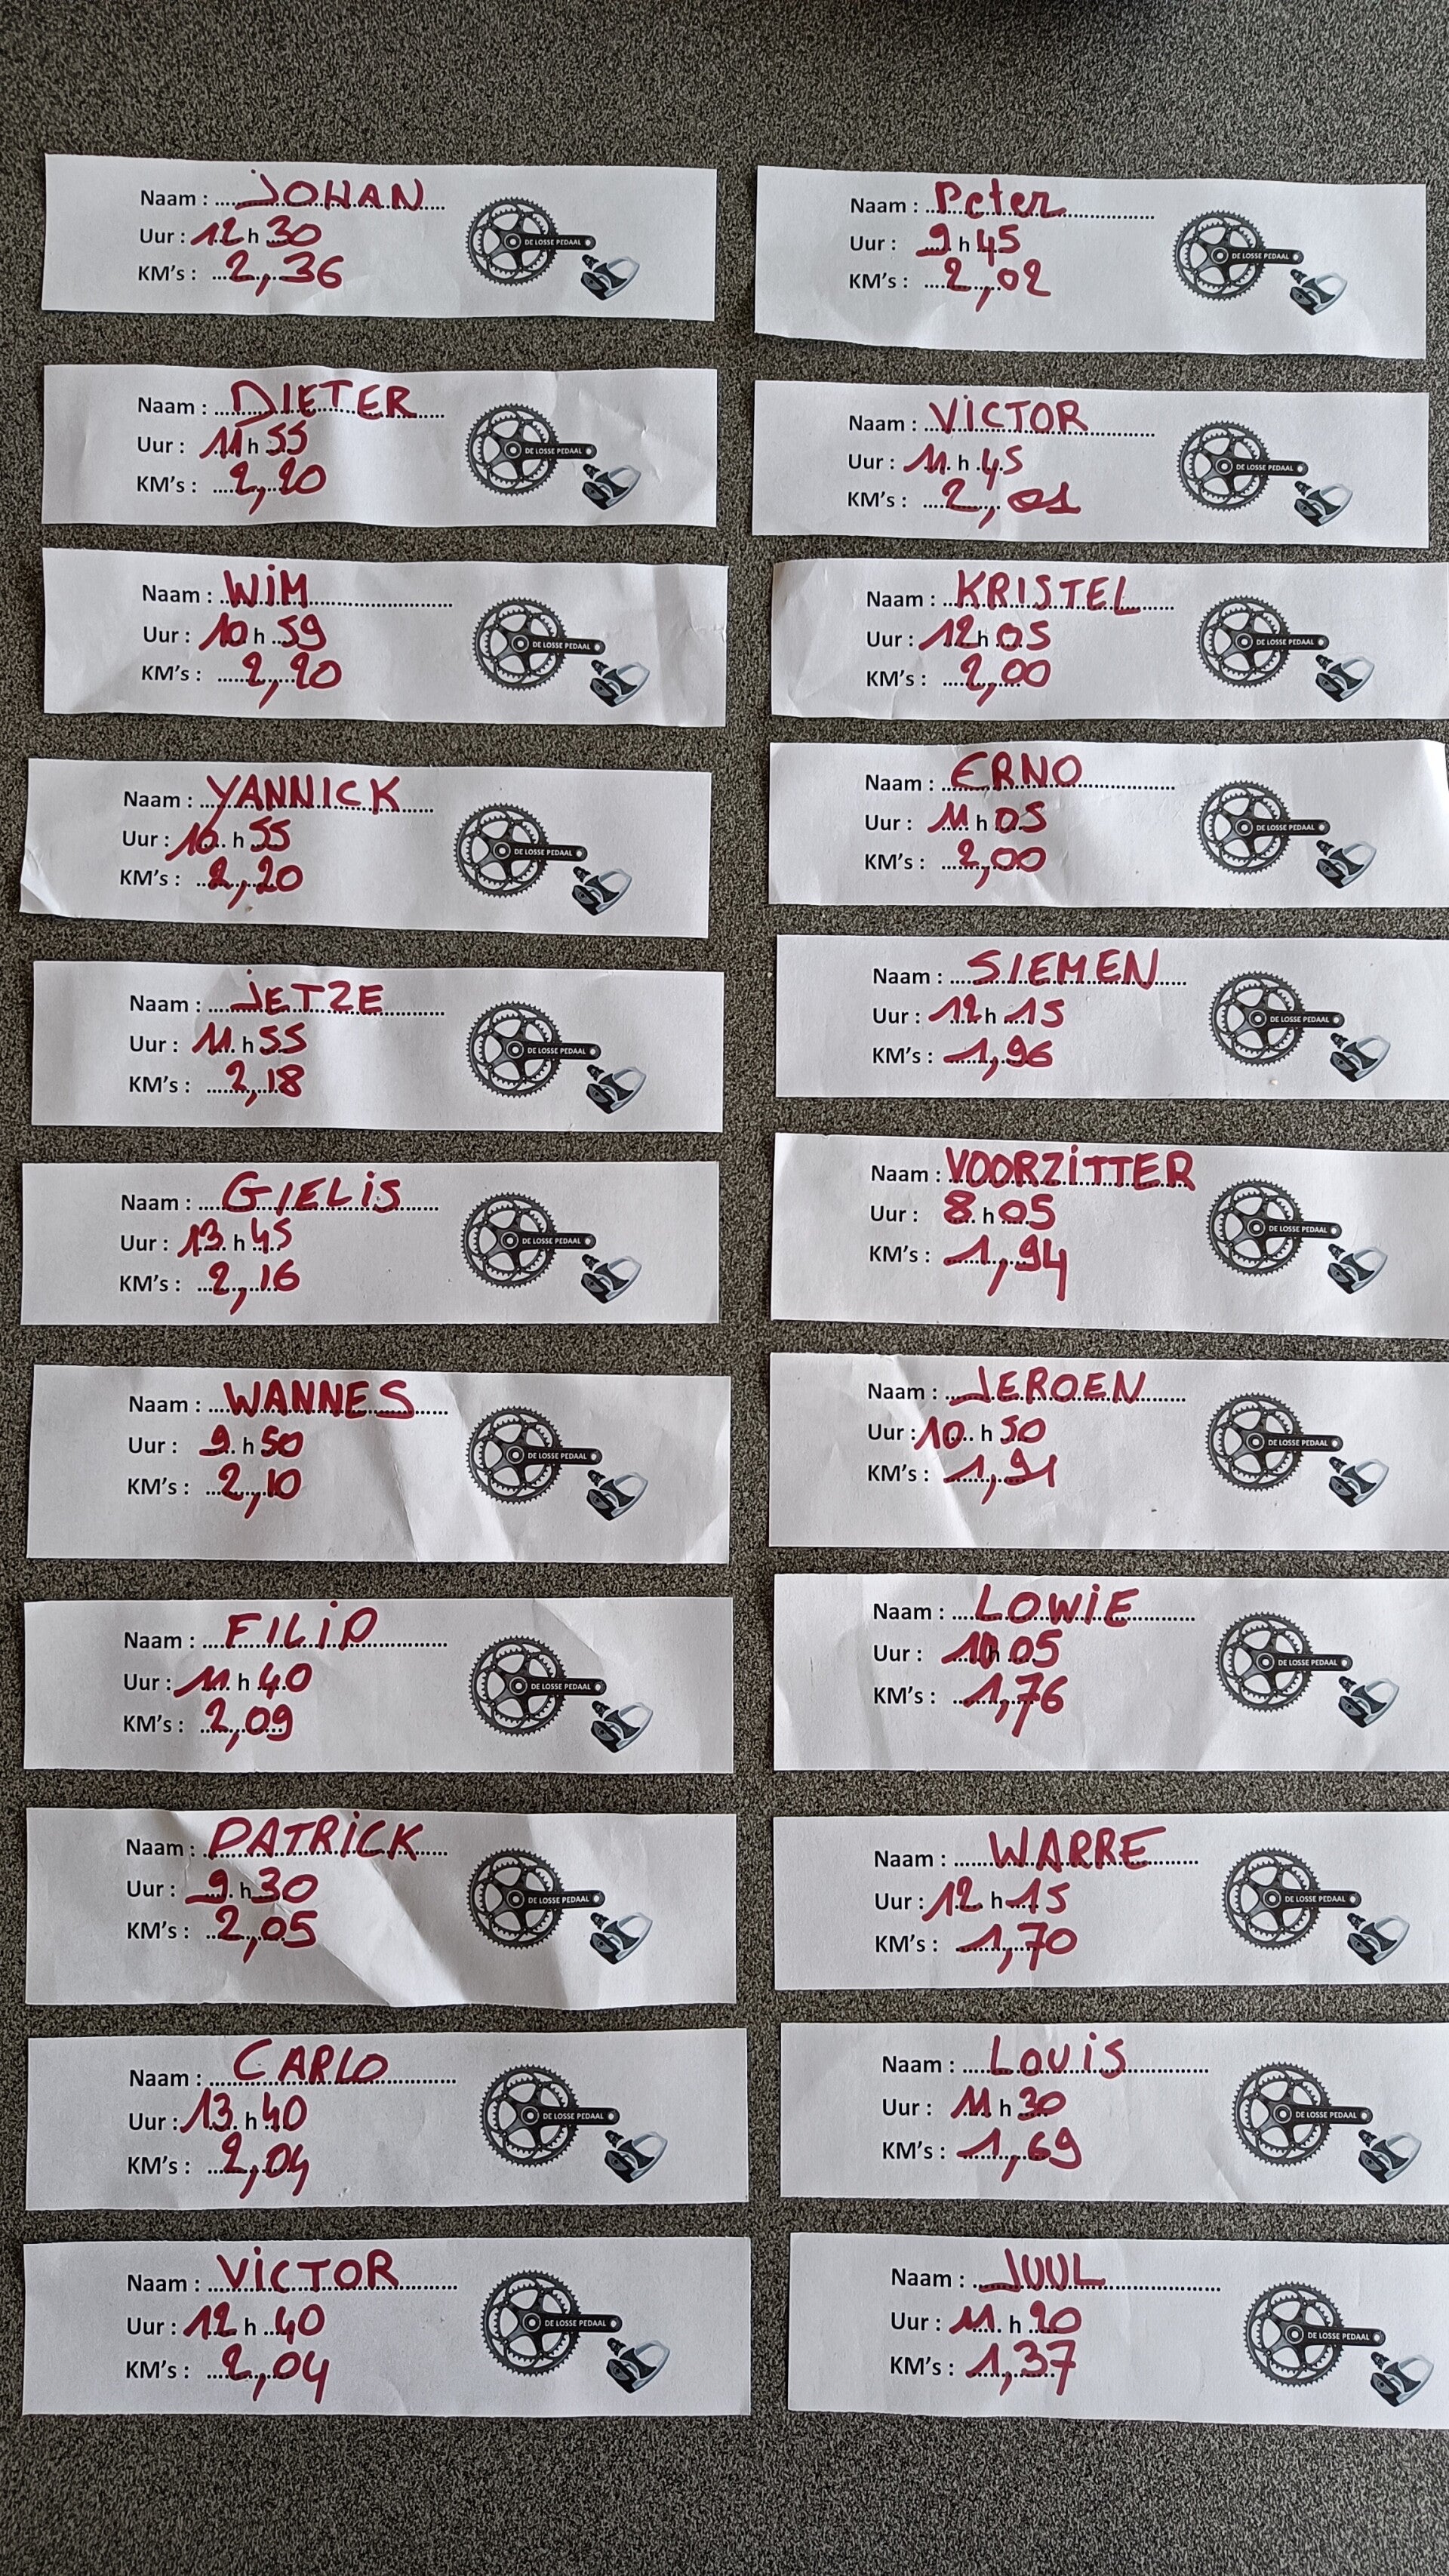 Naam : JOHAN
Uur : 12 h 30
KM's : 2,36
DE LOSSE PEDAAL
Naam : DIETER
Uur : 11 h 55
KM's : 2,20
DE LOSSE PEDAAL
Naam : WiM
Uur : 10 h 59
KM's : 2,20
DE LOSSE PEDAAL
Naam : YANNICK
Uur : 10 h 55
KM's : 2,20
DE LOSSE PEDAAL
Naam : JETZE
Uur : 11 h 55
KM's : 2,18
DE LOSSE PEDAAL
Naam : GIELiS
Uur : 13 h 45
KM's : 2,16
DE LOSSE PEDAAL
Naam : WANNES
Uur : 9 h 50
KM's : 2,10
DE LOSSE PEDAAL
Naam : FILiP
Uur : 11 h 40
KM's : 2,09
DE LOSSE PEDAAL
Naam : PATRiCK
Uur : 9 h 30
KM's : 2,05
DE LOSSE PEDAAL
Naam : CARLO
Uur : 13 h 40
KM's : 2,04
DE LOSSE PEDAAL
Naam : ViCTOR
Uur : 12 h 40
KM's : 2,04
DE LOSSE PEDAAL
Naam : Peter
Uur : 9 h 45
KM's : 2,02
DE LOSSE PEDAAL
Naam : ViCTOR
Uur : 11 h 45
KM's : 2,01
DE LOSSE PEDAAL
Naam : KRISTEL
Uur : 12 h 05
KM's : 2,00
DE LOSSE PEDAAL
Naam : ERNO
Uur : 11 h 05
KM's : 2,00
DE LOSSE PEDAAL
Naam : SIEMEN
Uur : 12 h 15
KM's : 1,96
DE LOSSE PEDAAL
Naam : VOORZiTTER
Uur : 8 h 05
KM's : 1,94
DE LOSSE PEDAAL
Naam : JEROEN
Uur : 10 h 50
KM's : 1,91
DE LOSSE PEDAAL
Naam : LOWiE
Uur : h 05
KM's : 1,76
DE LOSSE PEDAAL
Naam : WARRE
Uur : 12 h 15
KM's : 1,70
DE LOSSE PEDAAL
Naam : LOUiS
Uur : 11 h 30
KM's : 1,69
DE LOSSE PEDAAL
Naam : JUUL
Uur : 11 h 20
KM's : 1,37
DE LOSSE PEDAAL